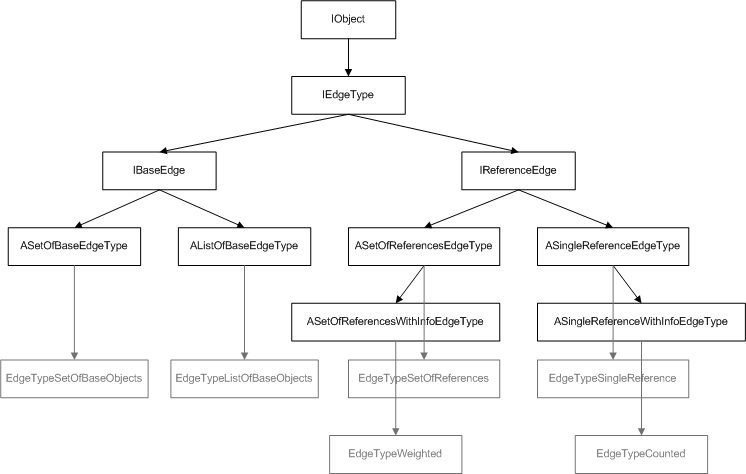 IObject
IEdgeType
IBaseEdge
IReferenceEdge
ASetOfBaseEdgeType
AListOfBaseEdgeType
ASetOfReferencesEdgeType
ASingleReferenceEdgeType
ASetOfReferencesWithInfoEdgeType
ASingleReferenceWithInfoEdgeType
EdgeTypeSetOfBaseObjects
EdgeTypeListOfBaseObjects
EdgeTypeSetOfReferences
EdgeTypeSingleReference
EdgeTypeWeighted
EdgeTypeCounted